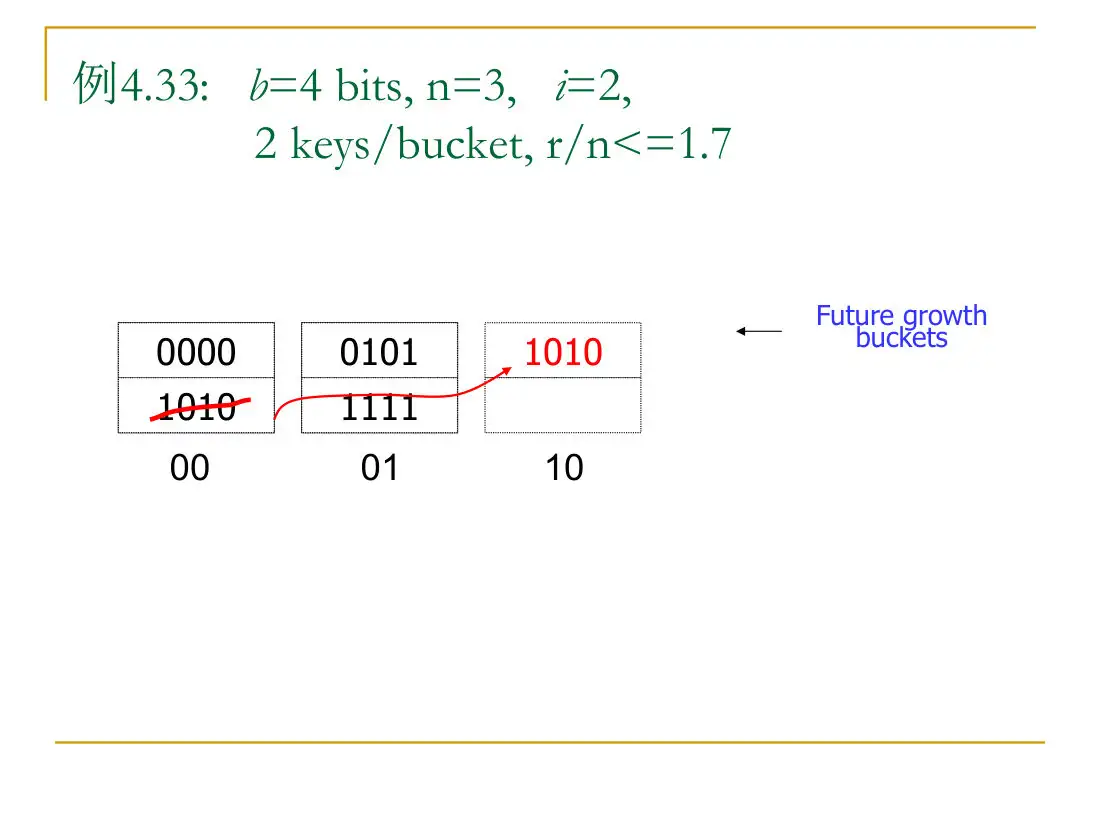 例4.33: b=4 bits, n=3, i=2,
2 keys/bucket, r/n<=1.7
Future growth
buckets
0000 0101 1010
1010 1111
00 01 10